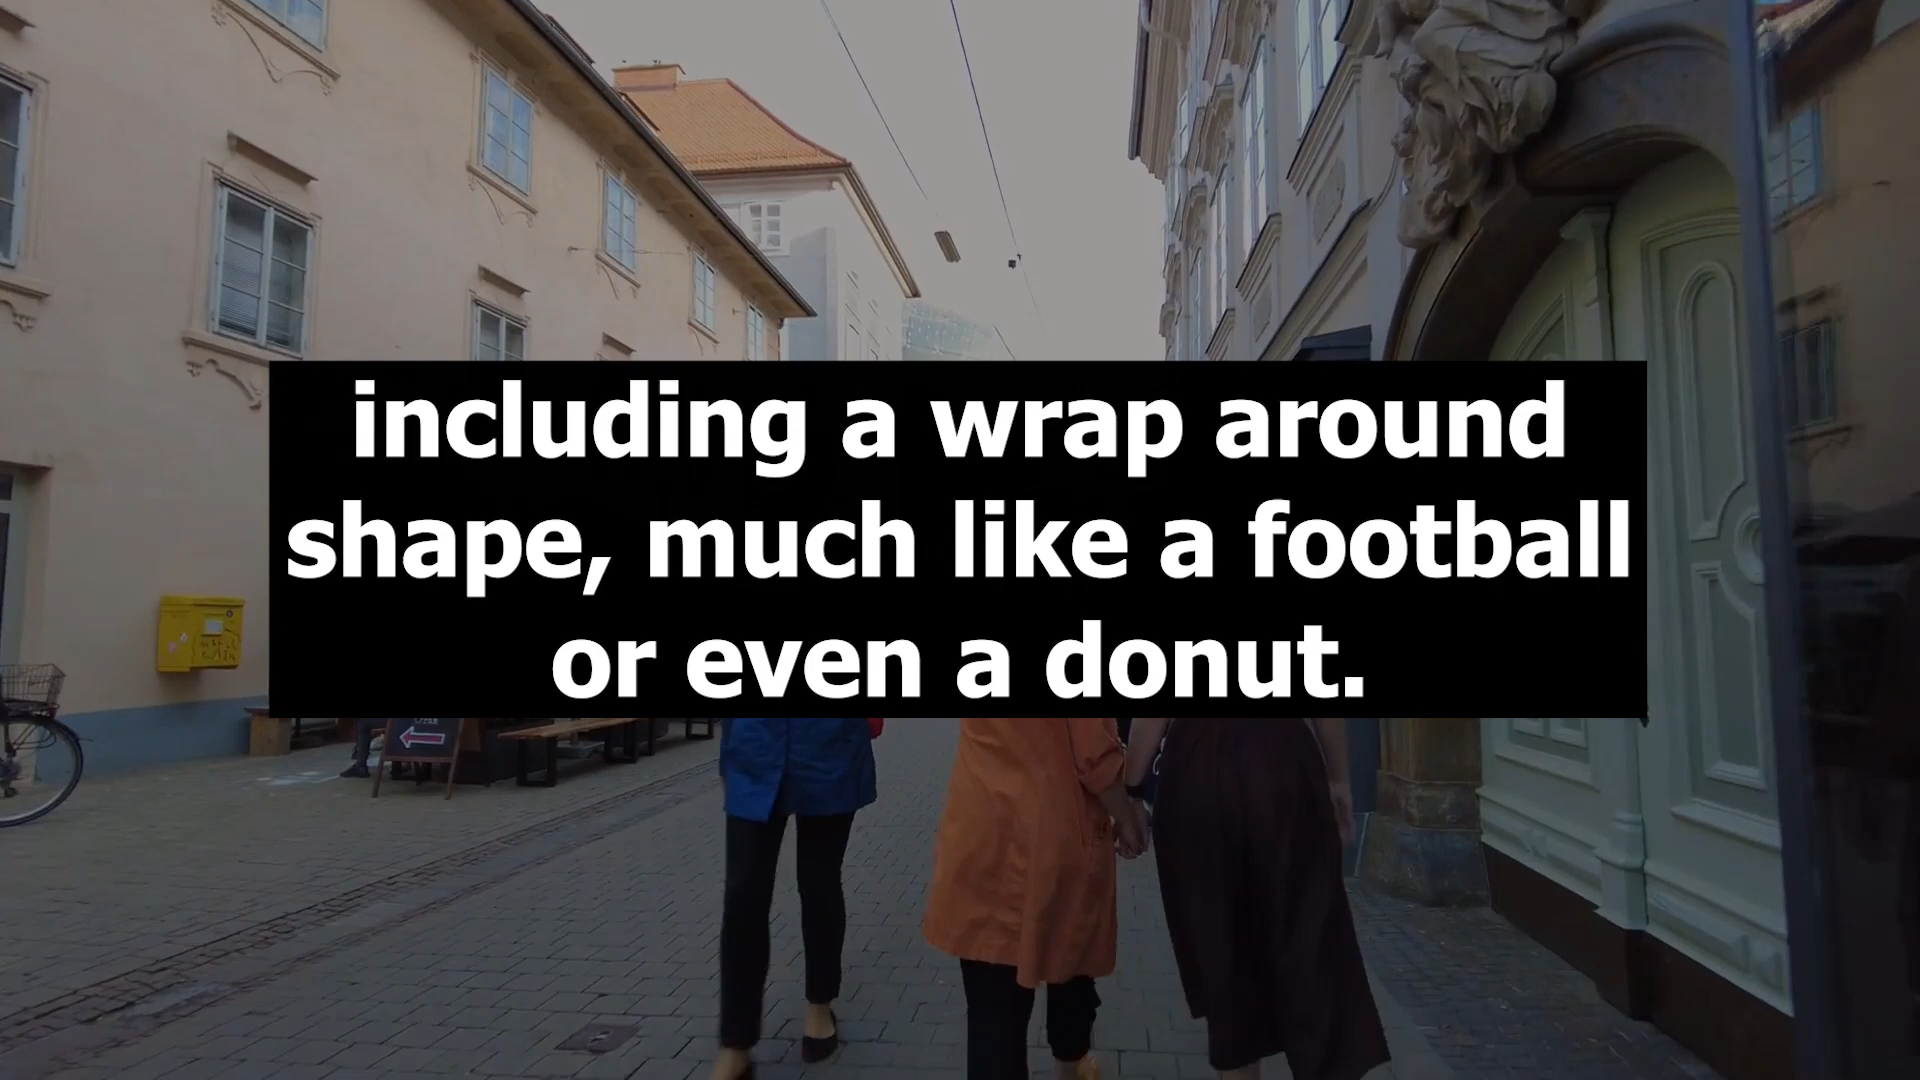 including a wrap around
shape, much like a football
or even a donut.